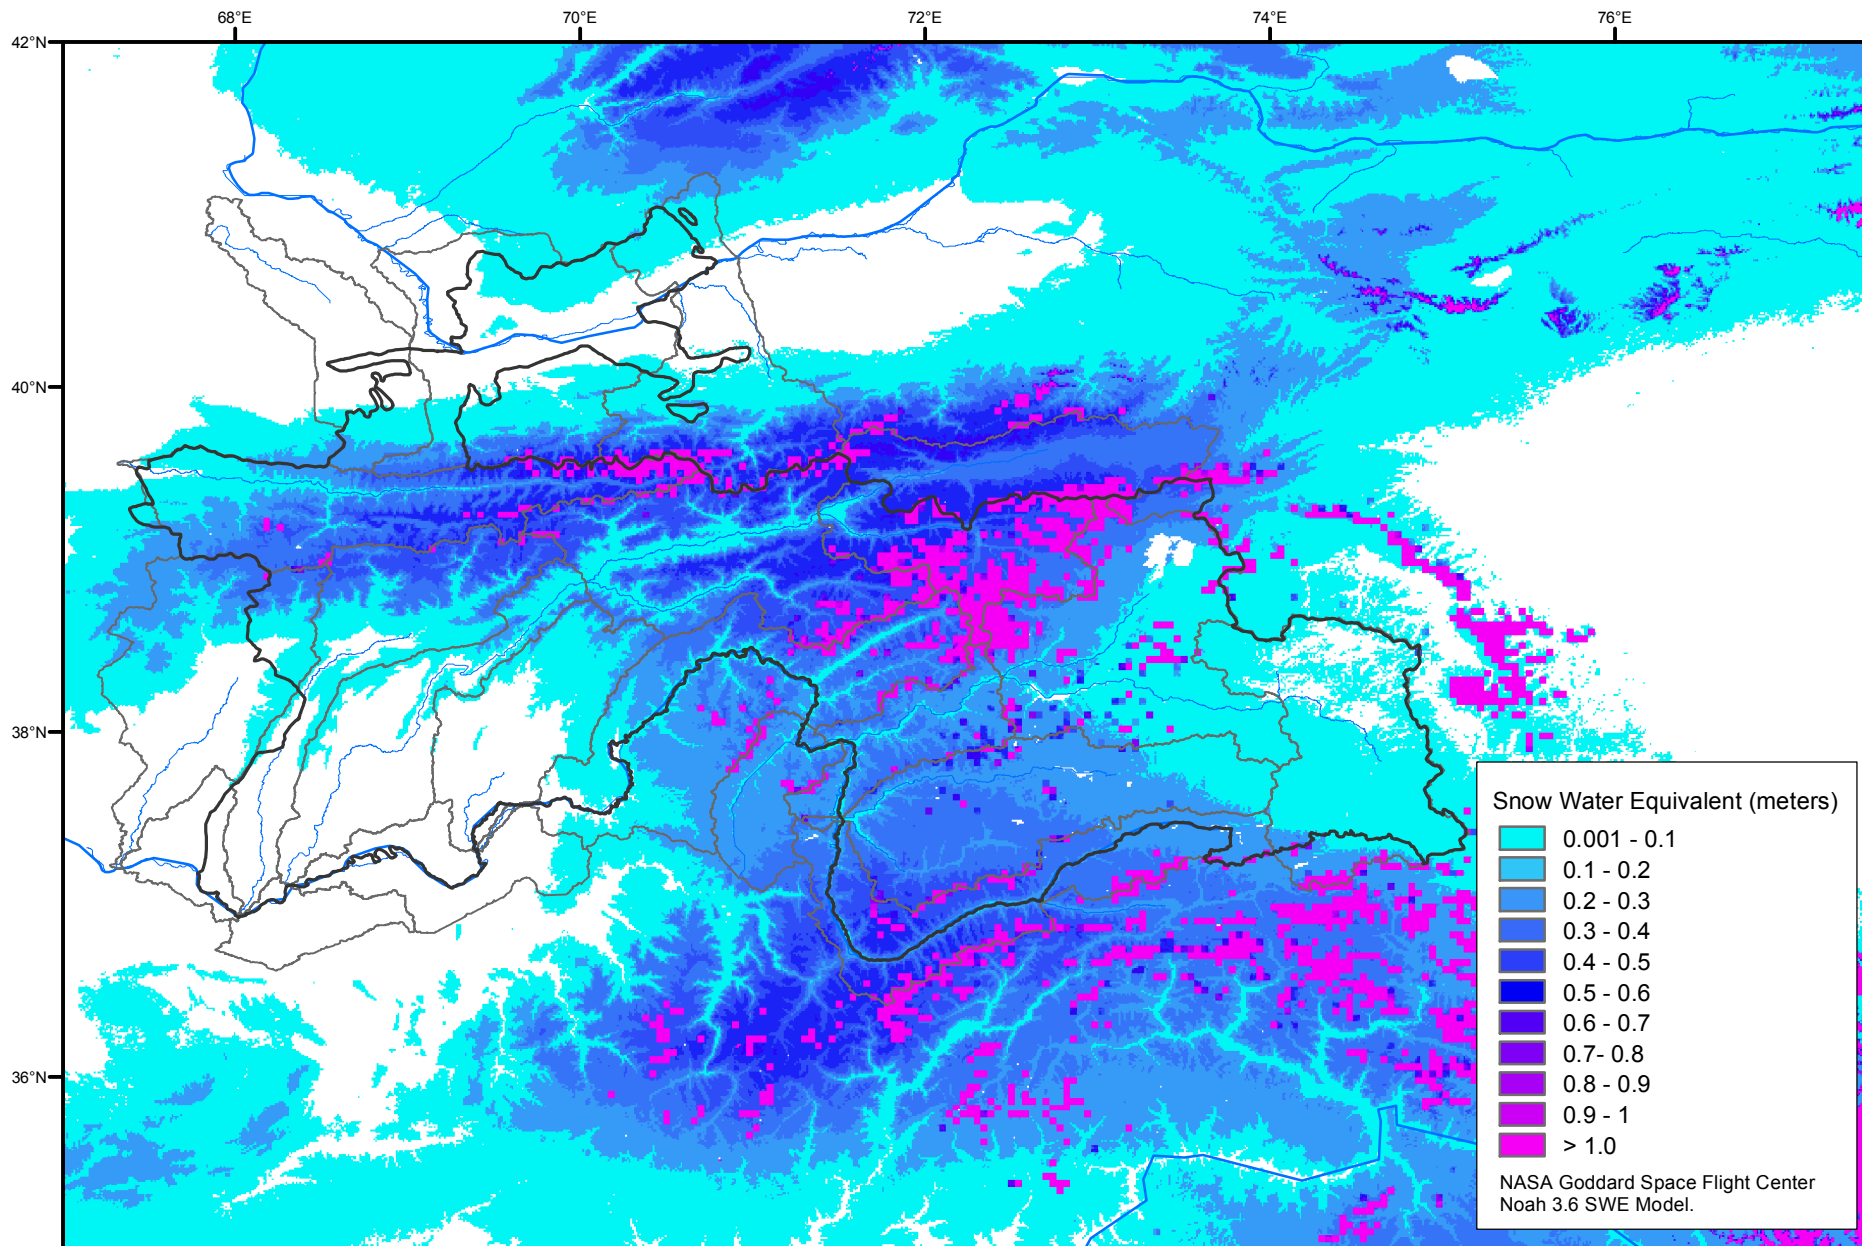 68°E
70°E
72°E
74°E
76°E
42°N
40°N
38°N
36°N
Snow Water Equivalent (meters)
0.001 - 0.1
0.1 - 0.2
0.2 - 0.3
0.3 - 0.4
0.4 - 0.5
0.5 - 0.6
0.6 - 0.7
0.7- 0.8
0.8 - 0.9
0.9 - 1
> 1.0
NASA Goddard Space Flight Center
Noah 3.6 SWE Model.